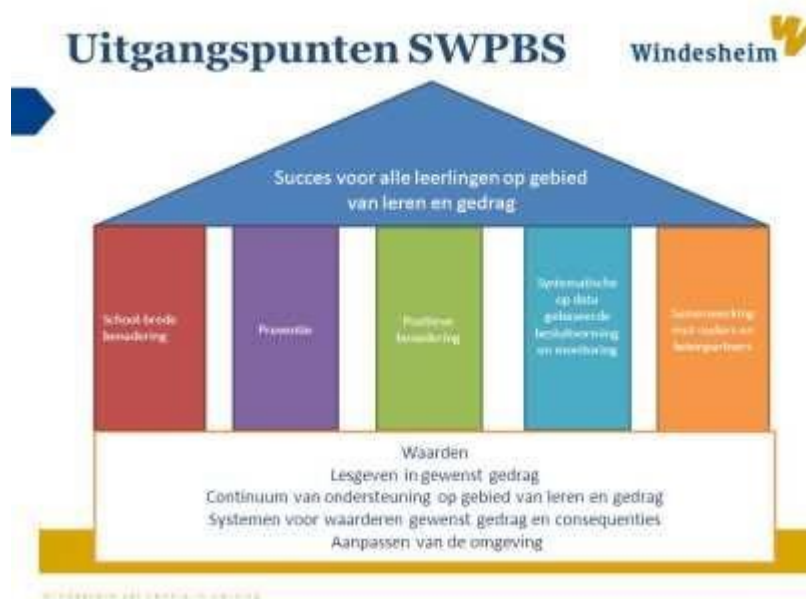 Uitgangspunten SWPBS
Windesheim
Succes voor alle leerlingen op gebied
van leren en gedrag
School-brede
benadering
Preventie
Positieve
benadering
Systematische
op data
gebaseerde
besluitvorming
en monitoring
Samenwerking
met ouders en
ketenpartners
Waarden
Lesgeven in gewenst gedrag
Continuum van ondersteuning op gebied van leren en gedrag
Systemen voor waarderen gewenst gedrag en consequenties
Aanpassen van de omgeving